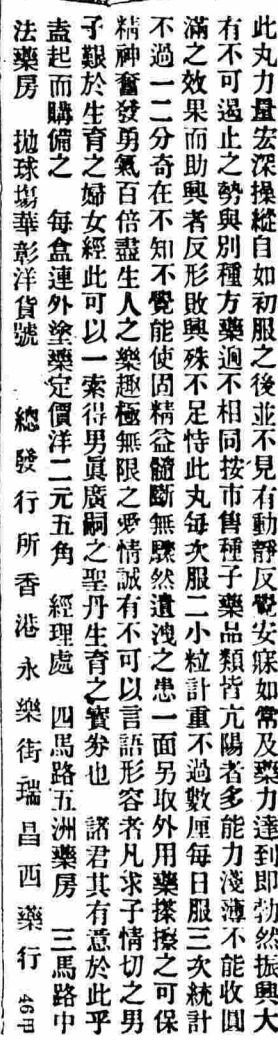 此丸力量宏深操縱自如初服之後並不見有動靜反覺安寐如常及藥力達到即勃然振興大
有不可遏止之勢與別種方藥逈不相同按市售種子藥品類皆亢陽者多能力淺薄不能收圓
滿之效果而助興者反形敗興殊不足恃此丸每次服二小粒計重不過數厘每日服三次統計
不過一二分奇在不知不覺能使固精益髓斷無驟然遺洩之患一面另取外用藥搽擦之可保
精神奮發勇氣百倍盡生人之樂趣極無限之愛情誠有不可以言語形容者凡求子情切之男
子艱於生育之婦女經此可以一索得男眞廣嗣之聖丹生育之寶劵也 諸君其有意於此乎
盍起而購備之 每盒連外塗藥定價洋二元五角 經理處 四馬路五洲藥房 三馬路中
法藥房 拋球塲華彰洋貨號 總發行所香港永樂街瑞昌西藥行 46甲